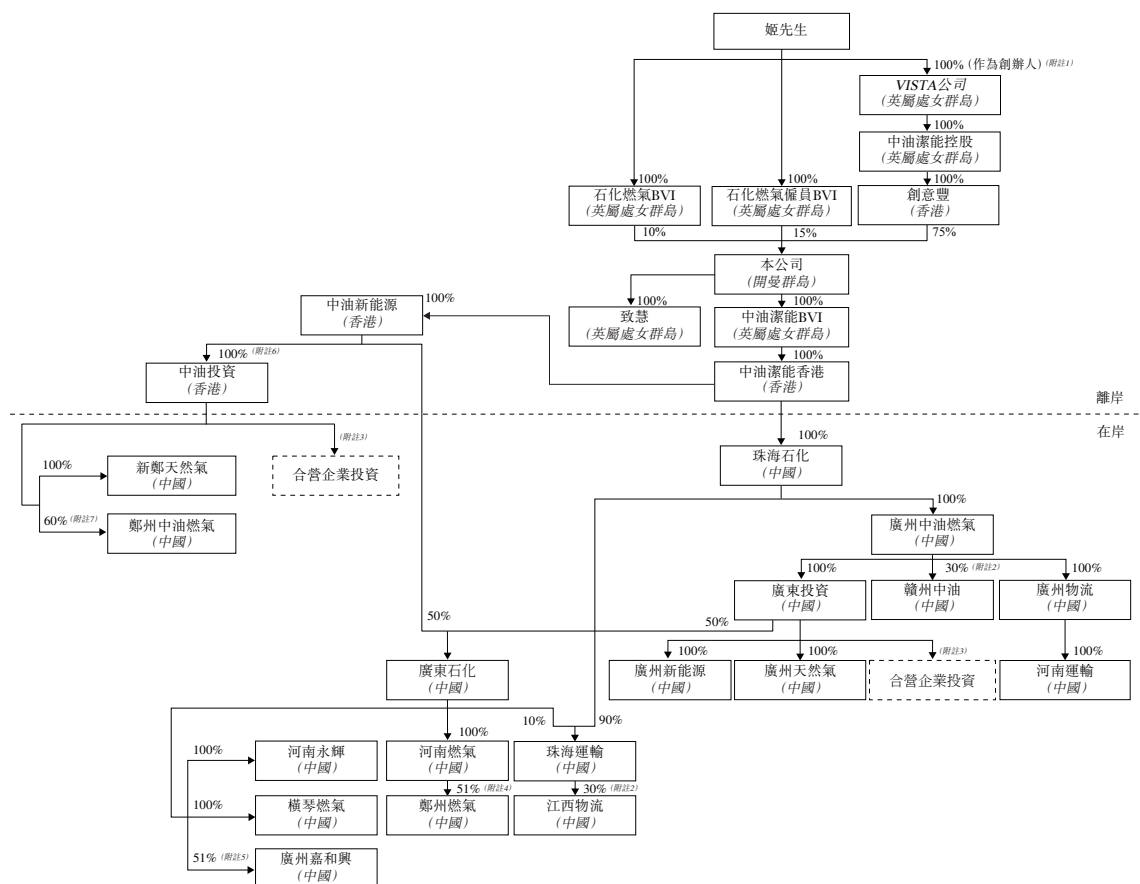 姬先生
100% (作為創辦人) (附註1)
VISTA公司
(英屬處女群島)
100%
中油潔能控股
(英屬處女群島)
100%
100%
100%
石化燃氣BVI
(英屬處女群島)
石化燃氣僱員BVI
(英屬處女群島)
創意豐
(香港)
10%
15%
75%
本公司
(開曼群島)
中油新能源
(香港)
100%
100%
100%
致慧
(英屬處女群島)
中油潔能BVI
(英屬處女群島)
100% (附註6)
100%
中油投資
(香港)
中油潔能香港
(香港)
離岸
在岸
(附註3)
100%
100%
新鄭天然氣
(中國)
合營企業投資
珠海石化
(中國)
100%
60% (附註7)
鄭州中油燃氣
(中國)
廣州中油燃氣
(中國)
100%
30% (附註2)
100%
廣東投資
(中國)
贛州中油
(中國)
廣州物流
(中國)
50%
50%
100%
100%
(附註3)
100%
廣東石化
(中國)
廣州新能源
(中國)
廣州天然氣
(中國)
合營企業投資
河南運輸
(中國)
10%
90%
100%
100%
河南永輝
(中國)
河南燃氣
(中國)
珠海運輸
(中國)
51% (附註4)
30% (附註2)
100%
橫琴燃氣
(中國)
鄭州燃氣
(中國)
江西物流
(中國)
51% (附註5)
廣州嘉和興
(中國)